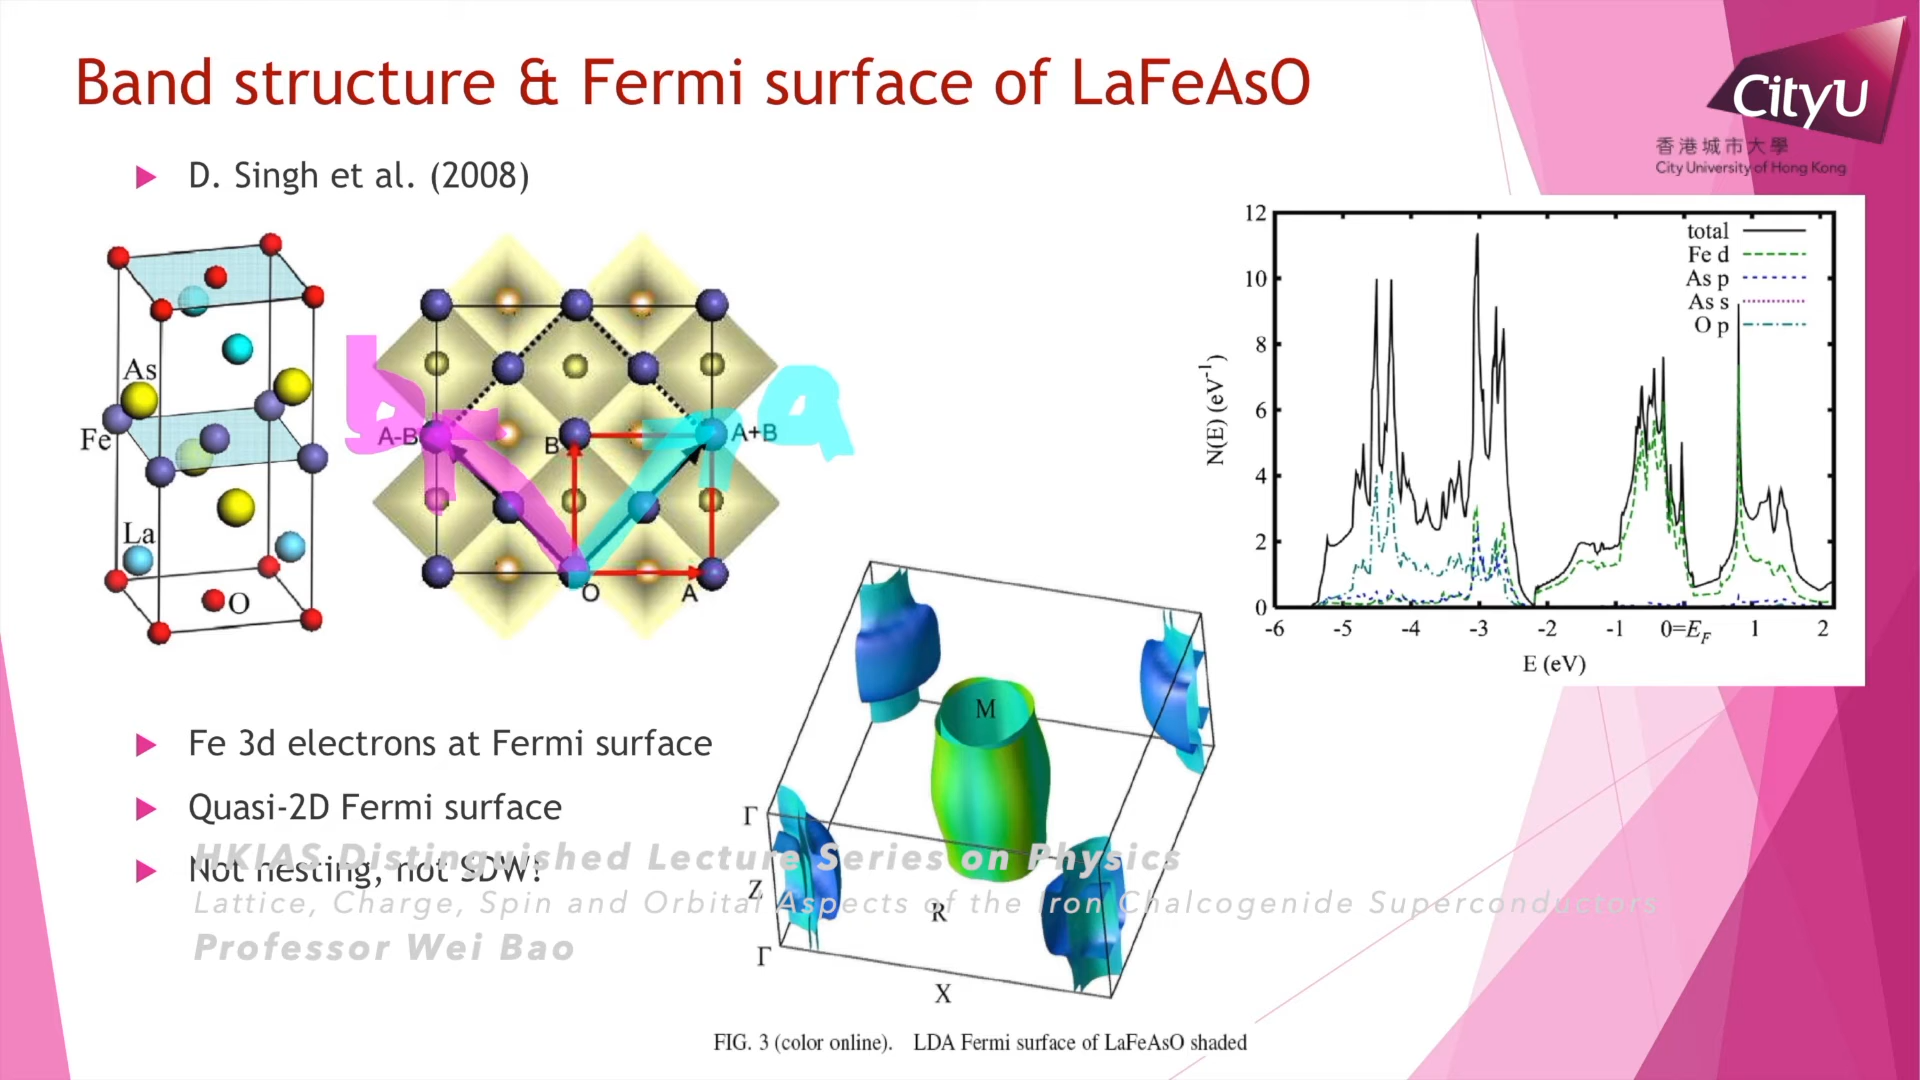 Band structure & Fermi surface of LaFeAsO
CityU
香港城市大學
City University of Hong Kong
D. Singh et al. (2008)
As
Fe
La
O
b
a
A-B
B
A+B
O
A
12
10
8
6
4
2
0
N(E) (eV⁻¹)
total
Fe d
As p
As s
O p
-6 -5 -4 -3 -2 -1 0=E_F 1 2
E (eV)
Fe 3d electrons at Fermi surface
Quasi-2D Fermi surface
Not nesting, not SDW!
M
Γ
Z
R
Γ
X
HKIAS Distinguished Lecture Series on Physics
Lattice, Charge, Spin and Orbital Aspects of the Iron Chalcogenide Superconductors
Professor Wei Bao
FIG. 3 (color online). LDA Fermi surface of LaFeAsO shaded